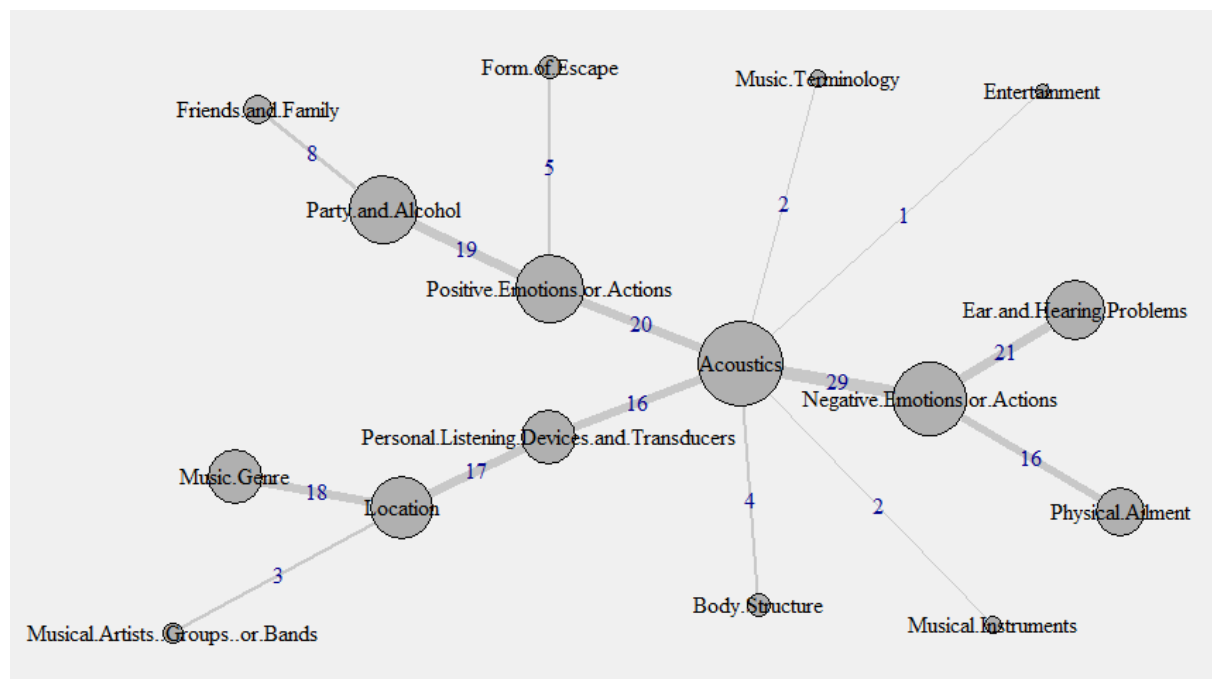 Form.of.Escape
Music.Terminology
Entertainment
Friends.and.Family
8
5
2
1
Party.and.Alcohol
19
Positive.Emotions.or.Actions
20
Ear.and.Hearing.Problems
21
Acoustics
29
Negative.Emotions.or.Actions
16
Personal.Listening.Devices.and.Transducers
17
16
Music.Genre
18
Location
4
2
Physical.Ailment
3
Body.Structure
Musical.Instruments
Musical.Artists..Groups..or.Bands